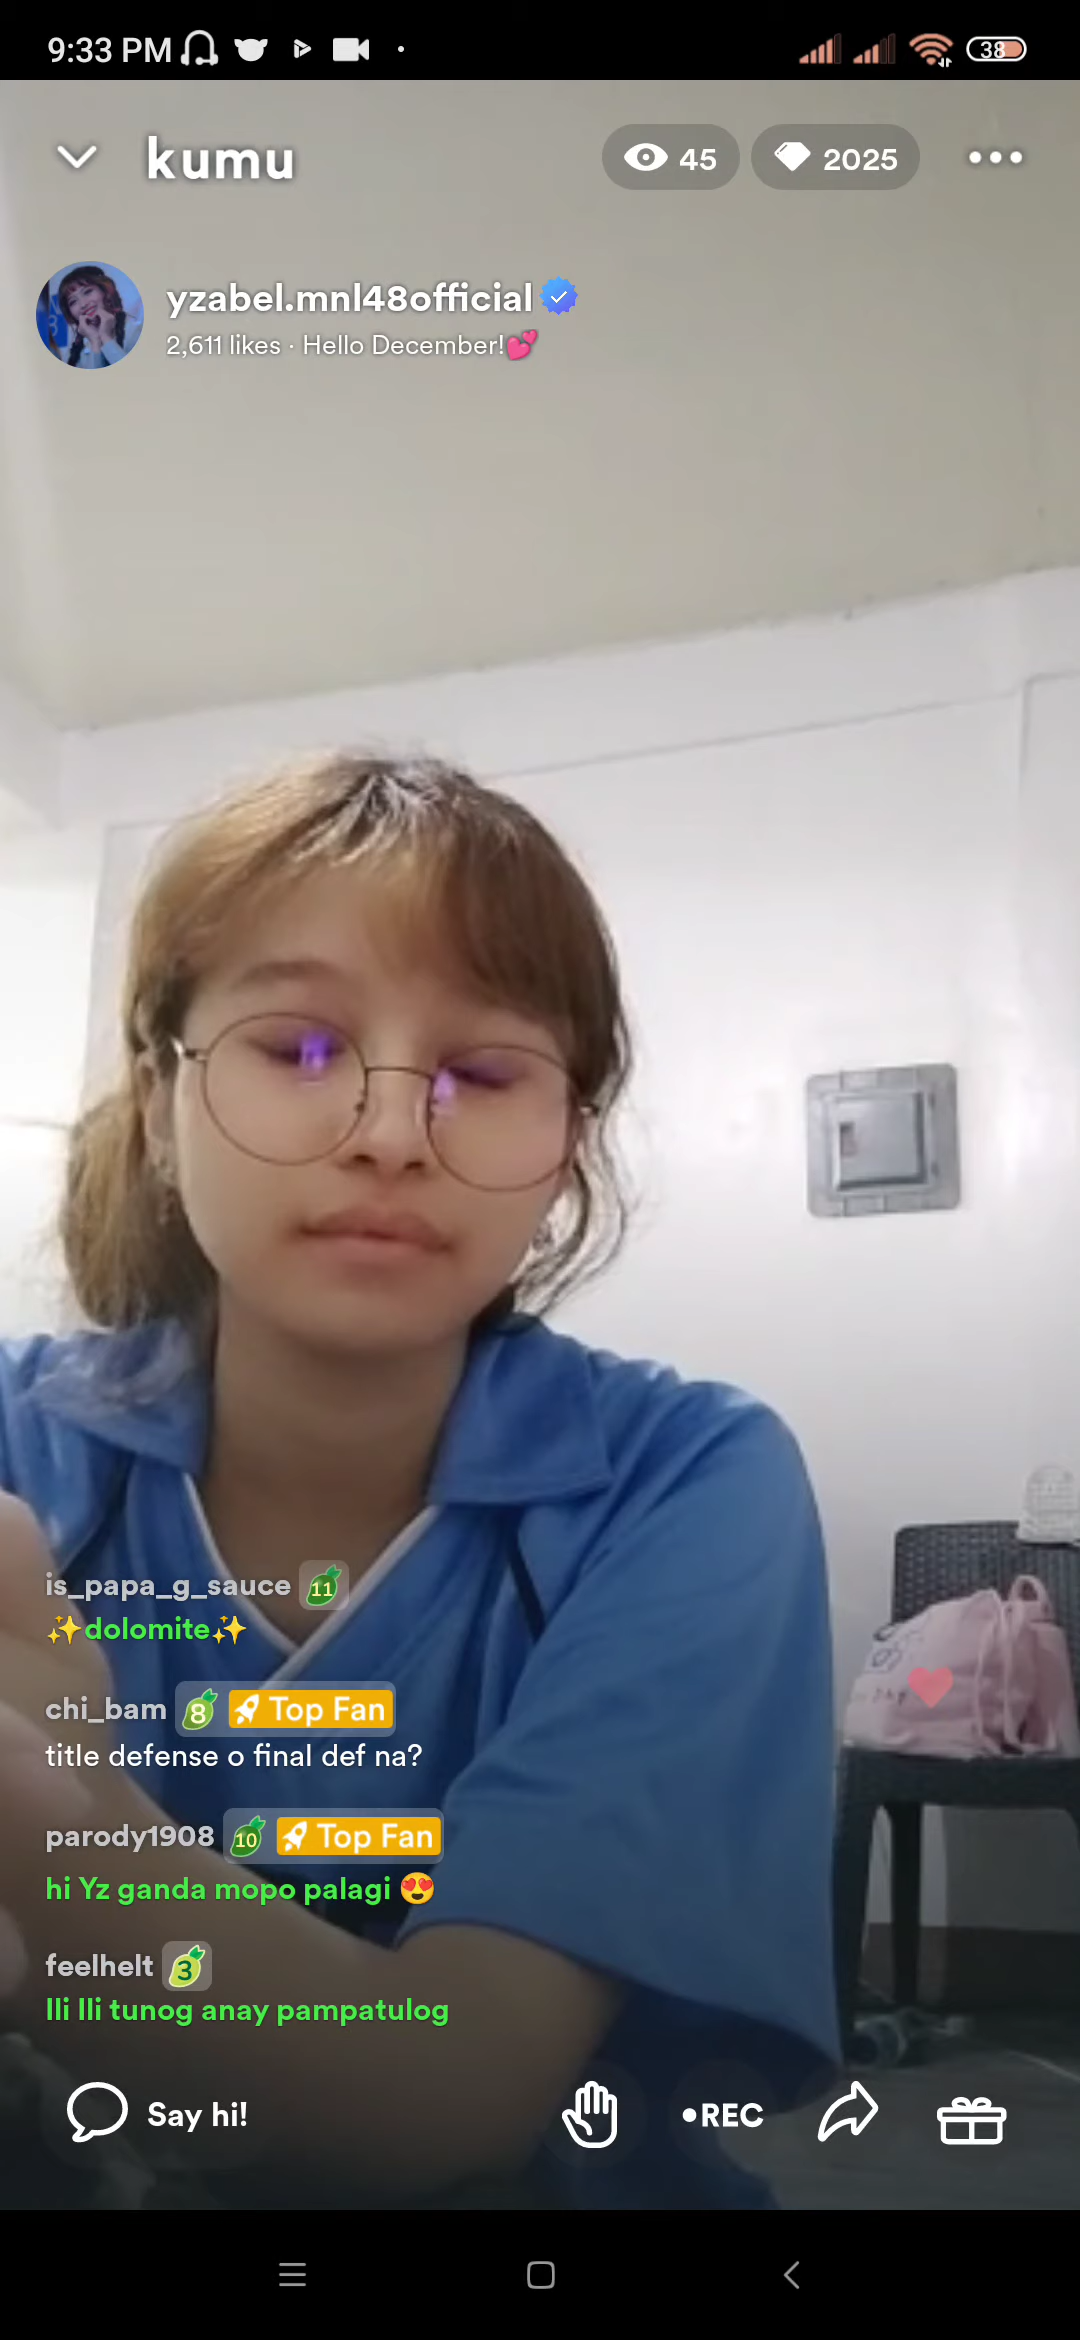 9:33 PM
38
kumu
45
2025
yzabel.mnl48official
2,611 likes · Hello December!💕
is_papa_g_sauce 11
✨dolomite✨
chi_bam 8 Top Fan
title defense o final def na?
parody1908 10 Top Fan
hi Yz ganda mopo palagi 😍
feelhelt 3
lli lli tunog anay pampatulog
Say hi!
•REC